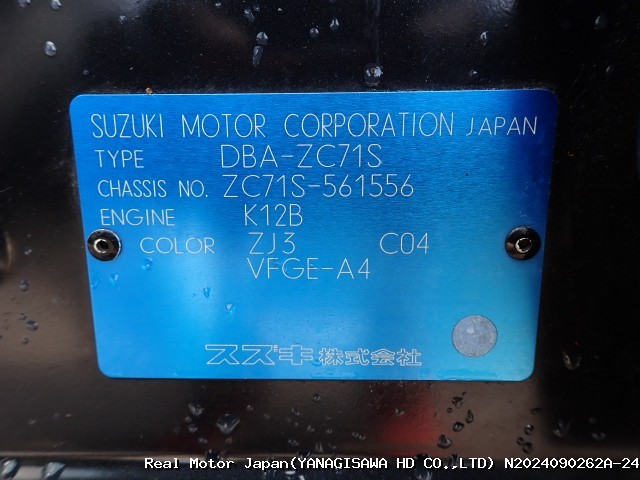 SUZUKI MOTOR CORPORATION JAPAN
TYPE DBA-ZC71S
CHASSIS NO. ZC71S-561556
ENGINE K12B
COLOR ZJ3 C04
VFGE-A4
スズキ株式会社
Real Motor Japan(YANAGISAWA HD CO.,LTD) N2024090262A-24